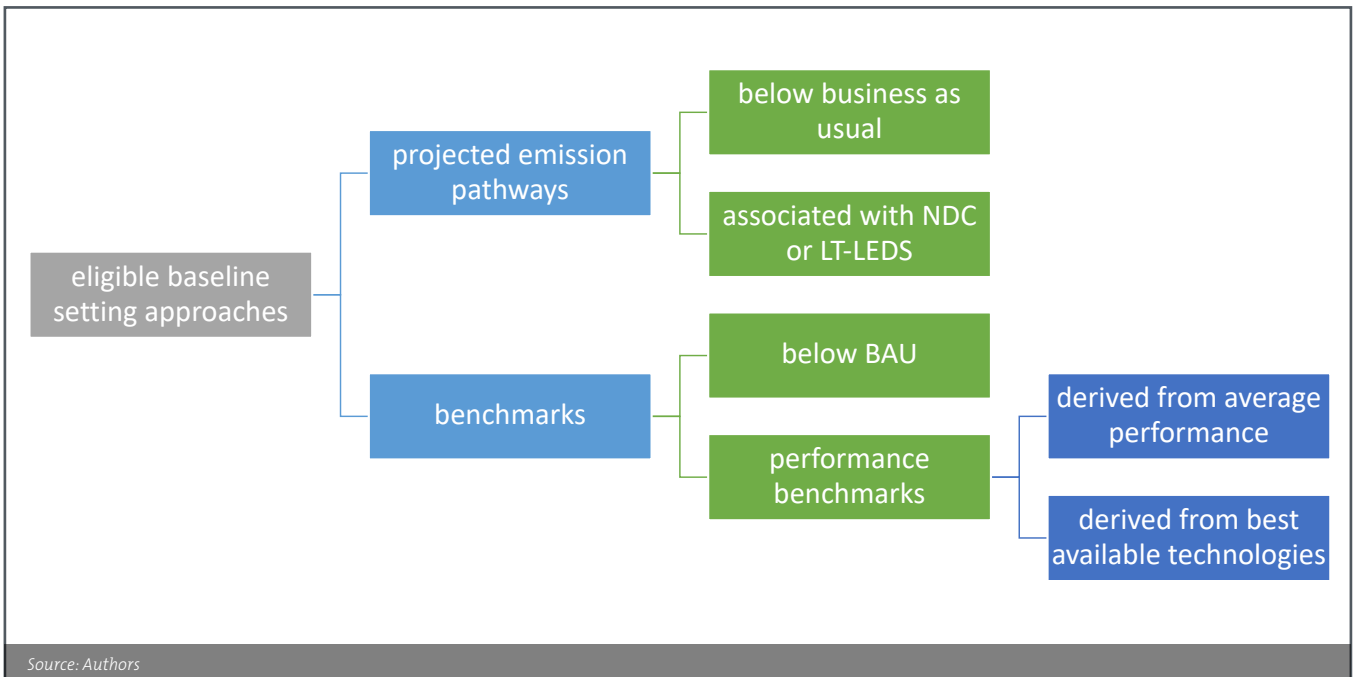 eligible baseline
setting approaches
projected emission
pathways
below business as
usual
associated with NDC
or LT-LEDS
benchmarks
below BAU
performance
benchmarks
derived from average
performance
derived from best
available technologies
Source: Authors